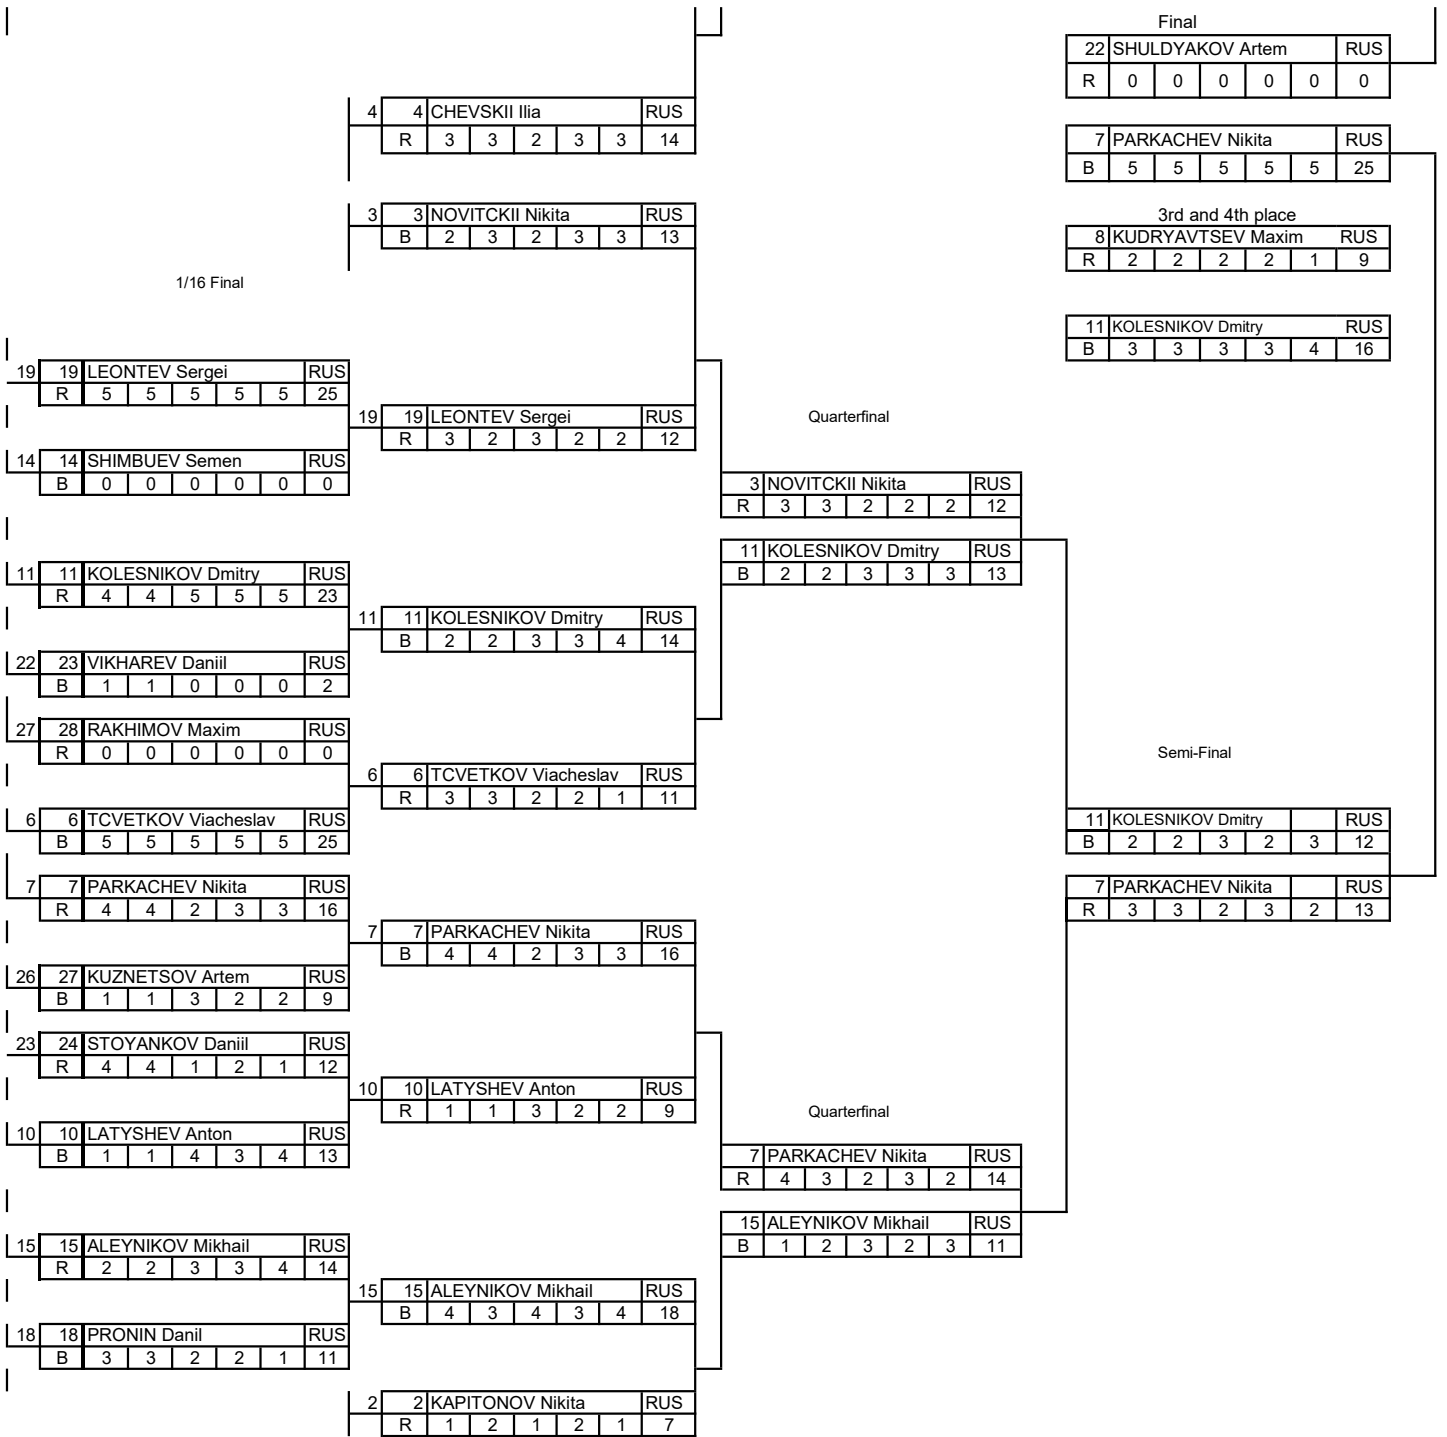 Final
22 SHULDYAKOV Artem RUS
R 0 0 0 0 0 0
4 4 CHEVSKII Ilia RUS
R 3 3 2 3 3 14
7 PARKACHEV Nikita RUS
B 5 5 5 5 5 25
3 3 NOVITCKII Nikita RUS
B 2 3 2 3 3 13
3rd and 4th place
8 KUDRYAVTSEV Maxim RUS
R 2 2 2 2 1 9
1/16 Final
11 KOLESNIKOV Dmitry RUS
B 3 3 3 3 4 16
19 19 LEONTEV Sergei RUS
R 5 5 5 5 5 25
19 19 LEONTEV Sergei RUS
R 3 2 3 2 2 12
Quarterfinal
14 14 SHIMBUEV Semen RUS
B 0 0 0 0 0 0
3 NOVITCKII Nikita RUS
R 3 3 2 2 2 12
11 KOLESNIKOV Dmitry RUS
B 2 2 3 3 3 13
11 11 KOLESNIKOV Dmitry RUS
R 4 4 5 5 5 23
11 11 KOLESNIKOV Dmitry RUS
B 2 2 3 3 4 14
22 23 VIKHAREV Daniil RUS
B 1 1 0 0 0 2
27 28 RAKHIMOV Maxim RUS
R 0 0 0 0 0 0
Semi-Final
6 6 TCVETKOV Viacheslav RUS
R 3 3 2 2 1 11
6 6 TCVETKOV Viacheslav RUS
B 5 5 5 5 5 25
11 KOLESNIKOV Dmitry RUS
B 2 2 3 2 3 12
7 7 PARKACHEV Nikita RUS
R 4 4 2 3 3 16
7 PARKACHEV Nikita RUS
R 3 3 2 3 2 13
7 7 PARKACHEV Nikita RUS
B 4 4 2 3 3 16
26 27 KUZNETSOV Artem RUS
B 1 1 3 2 2 9
23 24 STOYANKOV Daniil RUS
R 4 4 1 2 1 12
10 10 LATYSHEV Anton RUS
R 1 1 3 2 2 9
Quarterfinal
10 10 LATYSHEV Anton RUS
B 1 1 4 3 4 13
7 PARKACHEV Nikita RUS
R 4 3 2 3 2 14
15 ALEYNIKOV Mikhail RUS
B 1 2 3 2 3 11
15 15 ALEYNIKOV Mikhail RUS
R 2 2 3 3 4 14
15 15 ALEYNIKOV Mikhail RUS
B 4 3 4 3 4 18
18 18 PRONIN Danil RUS
B 3 3 2 2 1 11
2 2 KAPITONOV Nikita RUS
R 1 2 1 2 1 7